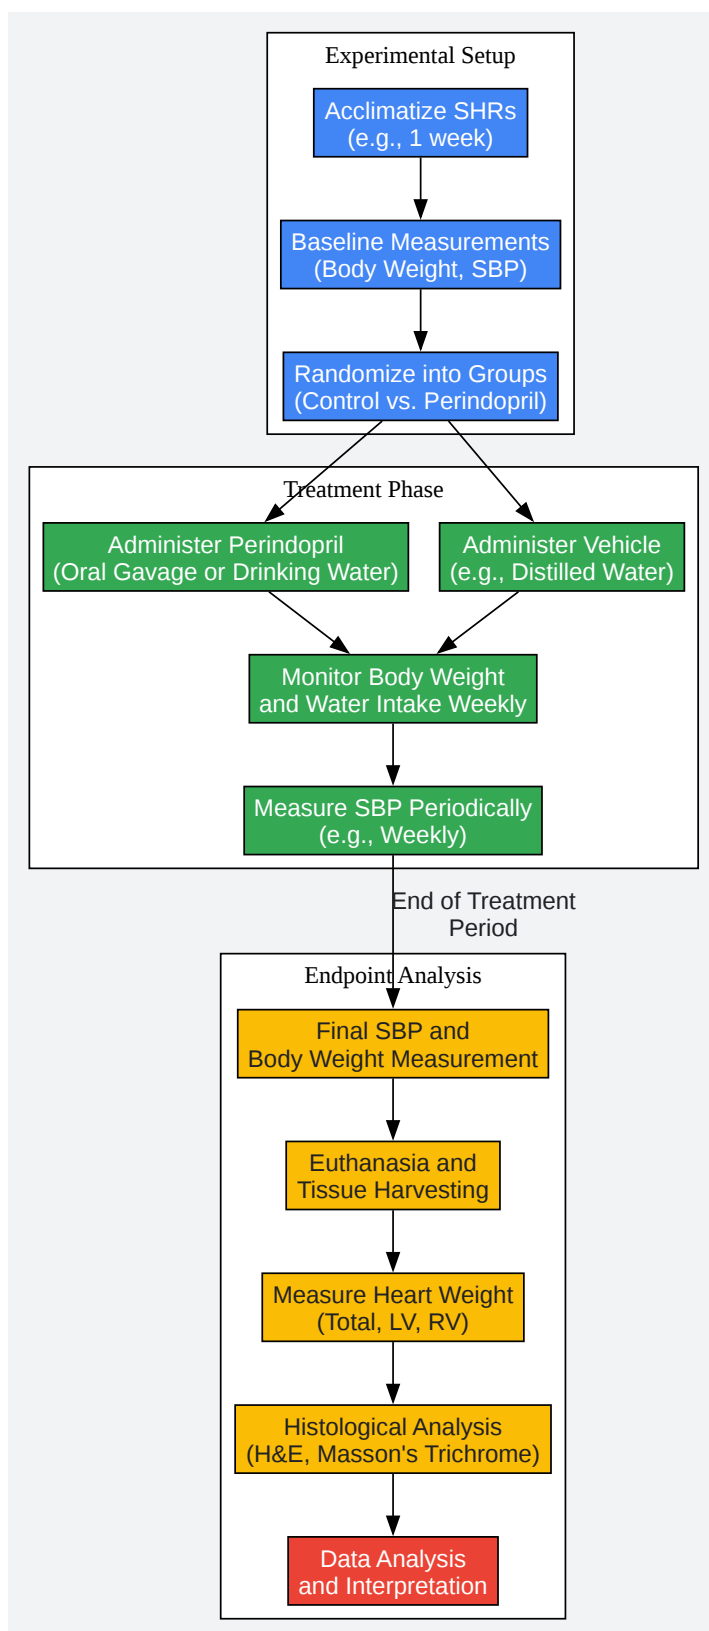 Experimental Setup
Acclimatize SHRs
(e.g., 1 week)
Baseline Measurements
(Body Weight, SBP)
Randomize into Groups
(Control vs. Perindopril)
Treatment Phase
Administer Perindopril
(Oral Gavage or Drinking Water)
Administer Vehicle
(e.g., Distilled Water)
Monitor Body Weight
and Water Intake Weekly
Measure SBP Periodically
(e.g., Weekly)
End of Treatment
Period
Endpoint Analysis
Final SBP and
Body Weight Measurement
Euthanasia and
Tissue Harvesting
Measure Heart Weight
(Total, LV, RV)
Histological Analysis
(H&E, Masson's Trichrome)
Data Analysis
and Interpretation